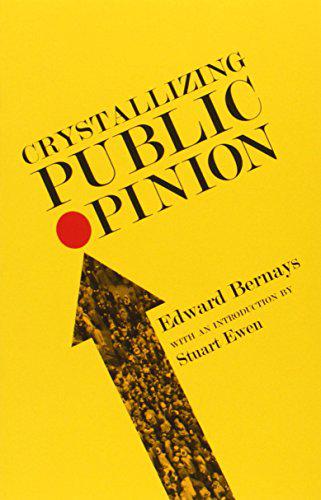 CRYSTALLIZING
PUBLIC
OPINION
Edward Bernays
WITH AN INTRODUCTION BY
Stuart Ewen